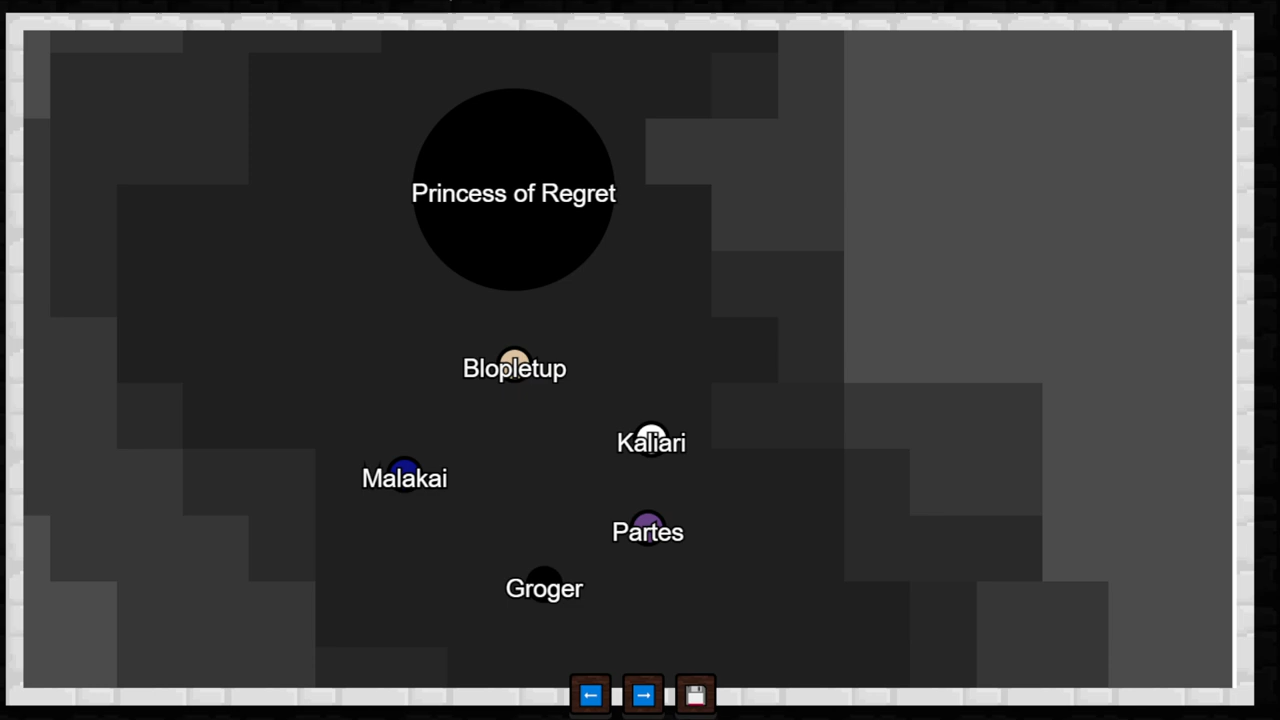 Princess of Regret
Blopletup
Kaliari
Malakai
Partes
Groger